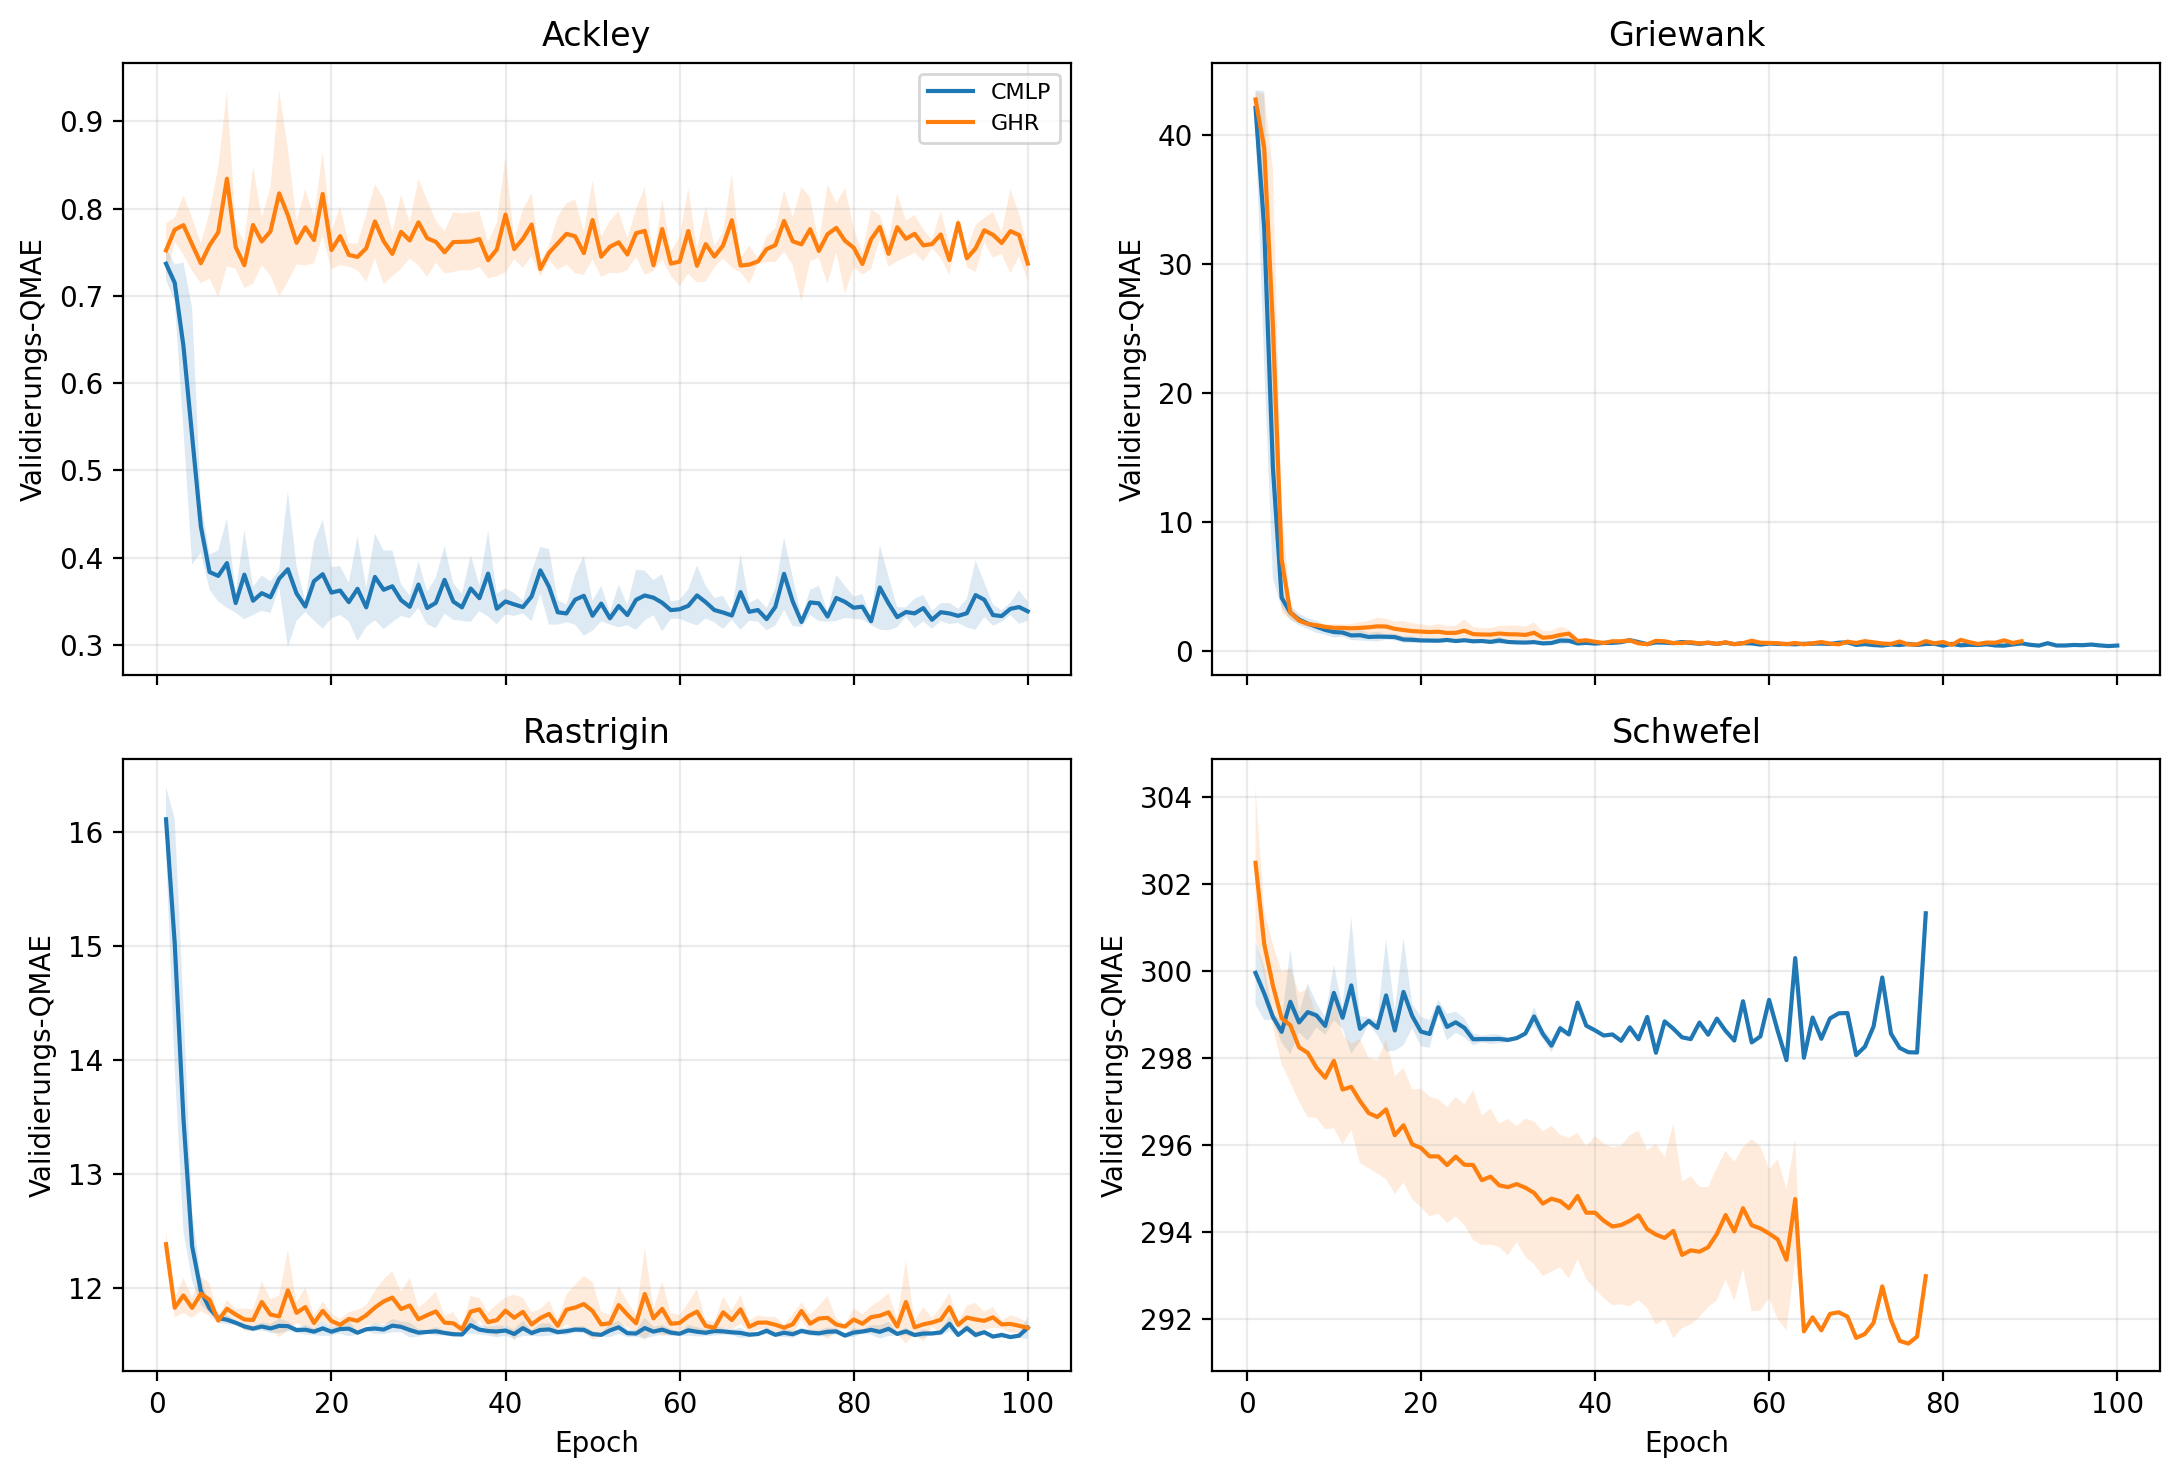 Ackley
Validierungs-QMAE
0.9
0.8
0.7
0.6
0.5
0.4
0.3
CMLP
GHR
Griewank
Validierungs-QMAE
40
30
20
10
0
Rastrigin
Validierungs-QMAE
16
15
14
13
12
0 20 40 60 80 100
Epoch
Schwefel
Validierungs-QMAE
304
302
300
298
296
294
292
0 20 40 60 80 100
Epoch